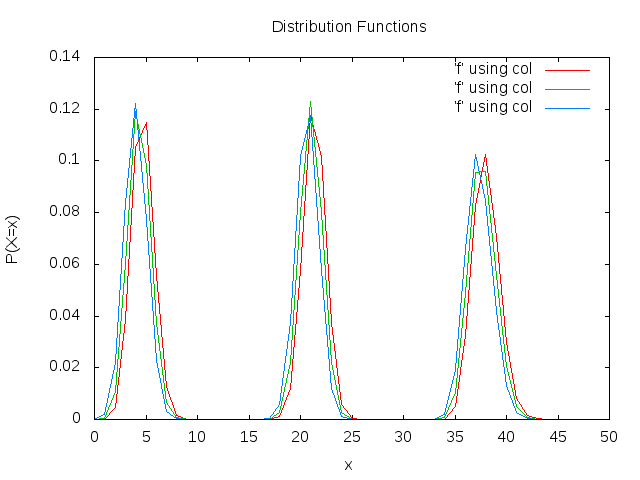 Distribution Functions
'f' using col
'f' using col
'f' using col
P(X=x)
0.14
0.12
0.1
0.08
0.06
0.04
0.02
0
0 5 10 15 20 25 30 35 40 45 50
x